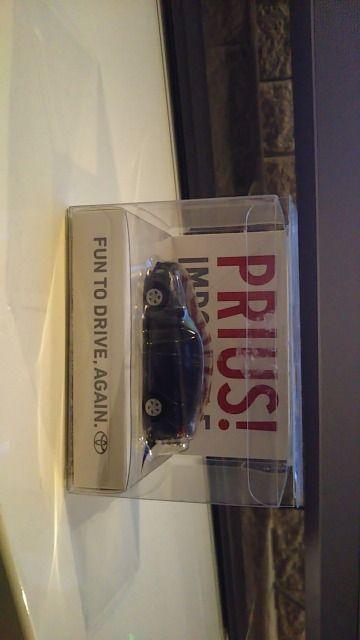 PRIUS!
FUN TO DRIVE, AGAIN.